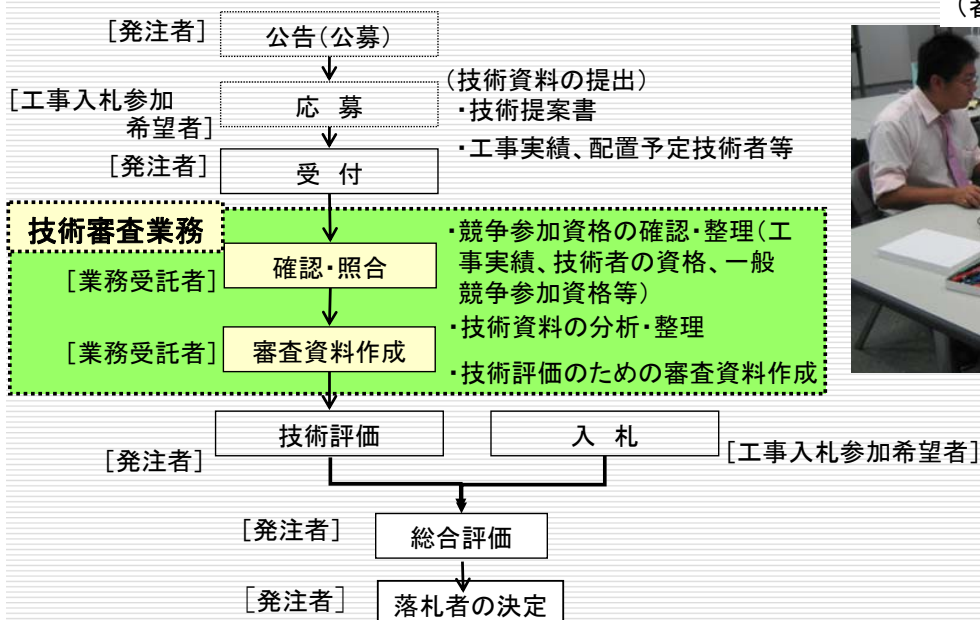 [発注者]
公告(公募)
(技術資料の提出)
[工事入札参加
希望者]
応 募
・技術提案書
・工事実績、配置予定技術者等
[発注者]
受 付
技術審査業務
・競争参加資格の確認・整理(工
事実績、技術者の資格、一般
競争参加資格等)
[業務受託者]
確認・照合
・技術資料の分析・整理
[業務受託者]
審査資料作成
・技術評価のための審査資料作成
技術評価
入 札
[発注者]
[工事入札参加希望者]
[発注者]
総合評価
[発注者]
落札者の決定